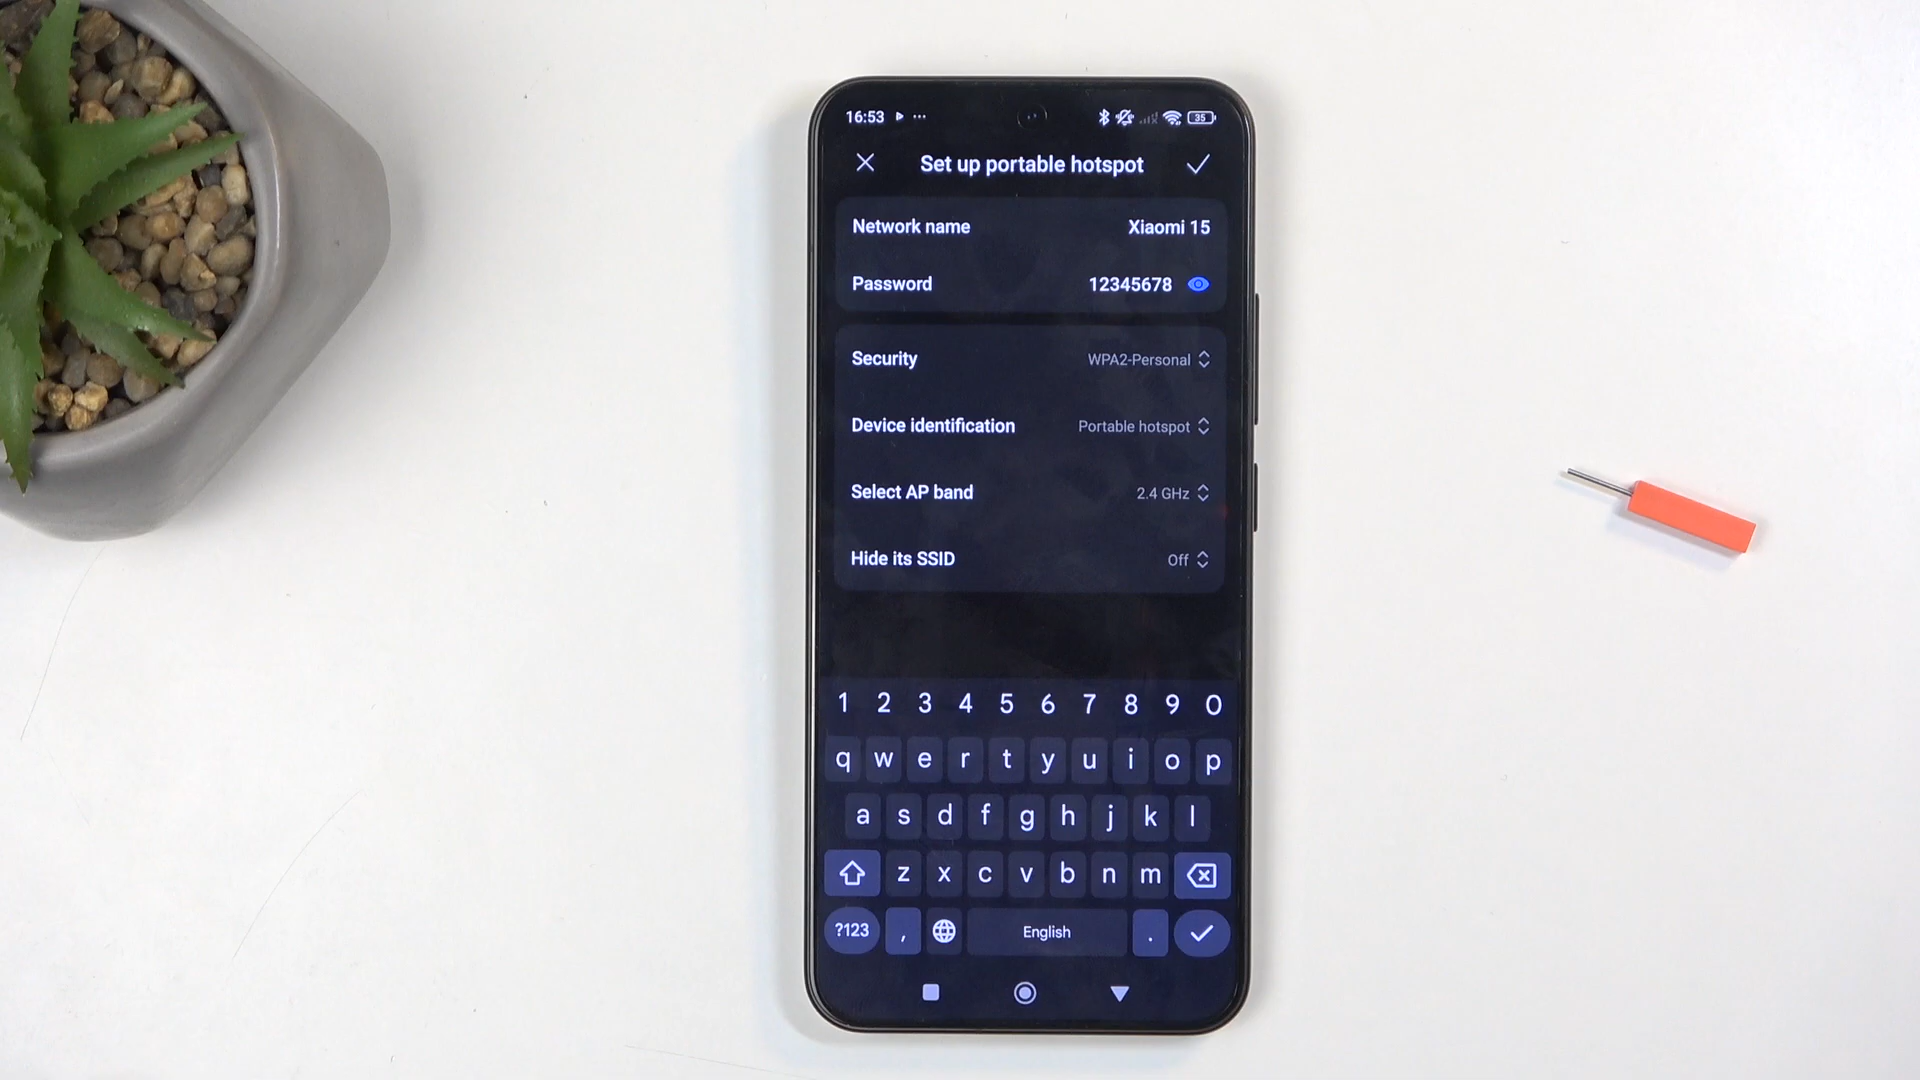 16:53
35
Set up portable hotspot
Network name Xiaomi 15
Password 12345678
Security WPA2-Personal
Device identification Portable hotspot
Select AP band 2.4 GHz
Hide its SSID Off
1 2 3 4 5 6 7 8 9 0
q w e r t y u i o p
a s d f g h j k l
z x c v b n m
?123 , English .